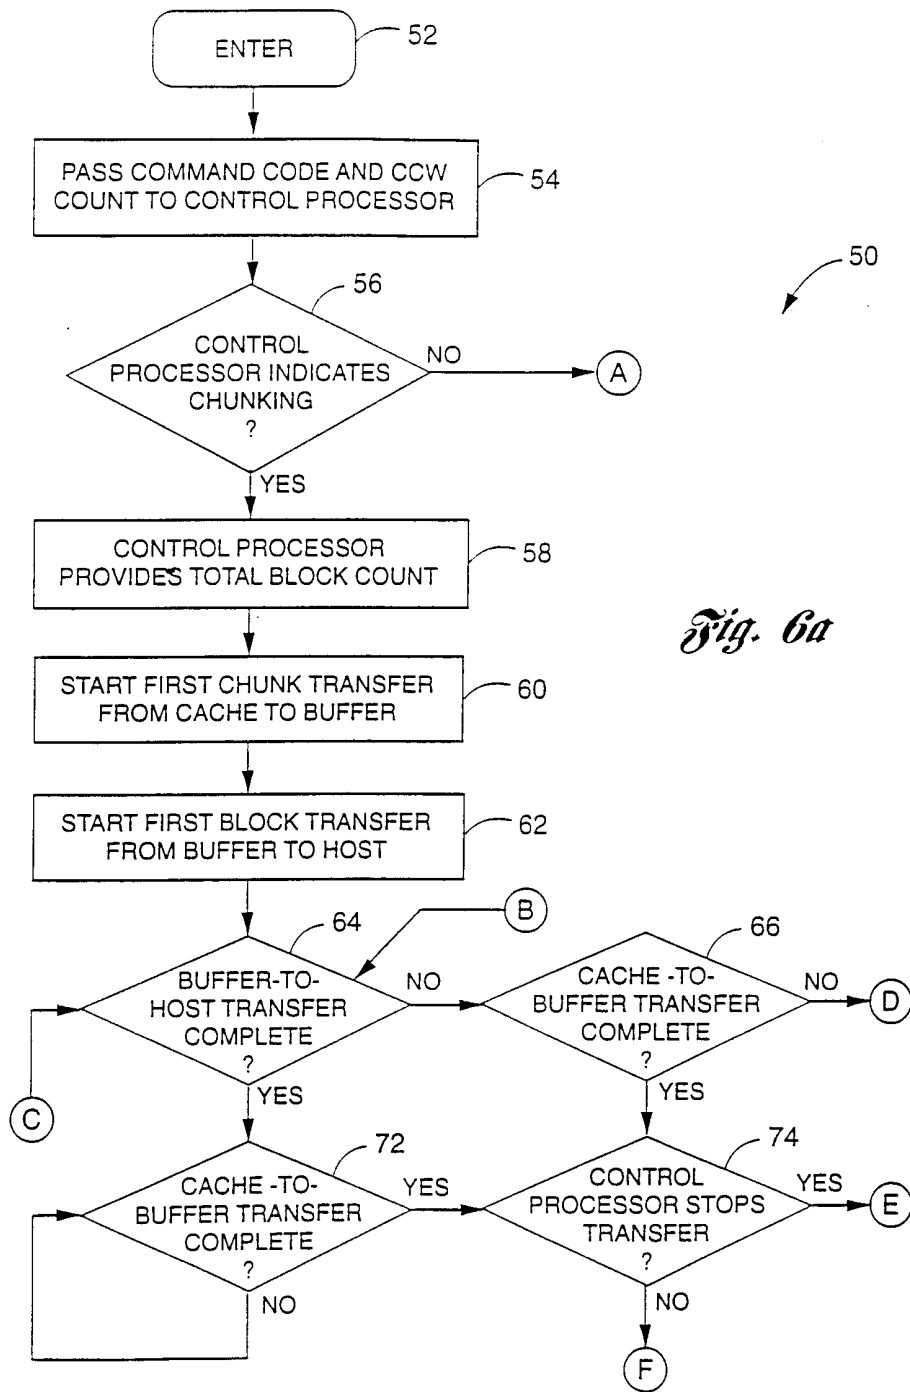 ENTER
52
PASS COMMAND CODE AND CCW
COUNT TO CONTROL PROCESSOR
54
50
56
CONTROL
PROCESSOR INDICATES
CHUNKING
?
NO
A
YES
CONTROL PROCESSOR
PROVIDES TOTAL BLOCK COUNT
58
Fig. 6a
START FIRST CHUNK TRANSFER
FROM CACHE TO BUFFER
60
START FIRST BLOCK TRANSFER
FROM BUFFER TO HOST
62
B
64
BUFFER-TO-
HOST TRANSFER
COMPLETE
?
NO
YES
66
CACHE -TO-
BUFFER TRANSFER
COMPLETE
?
NO
D
YES
C
72
CACHE -TO-
BUFFER TRANSFER
COMPLETE
?
YES
NO
74
CONTROL
PROCESSOR STOPS
TRANSFER
?
YES
E
NO
F